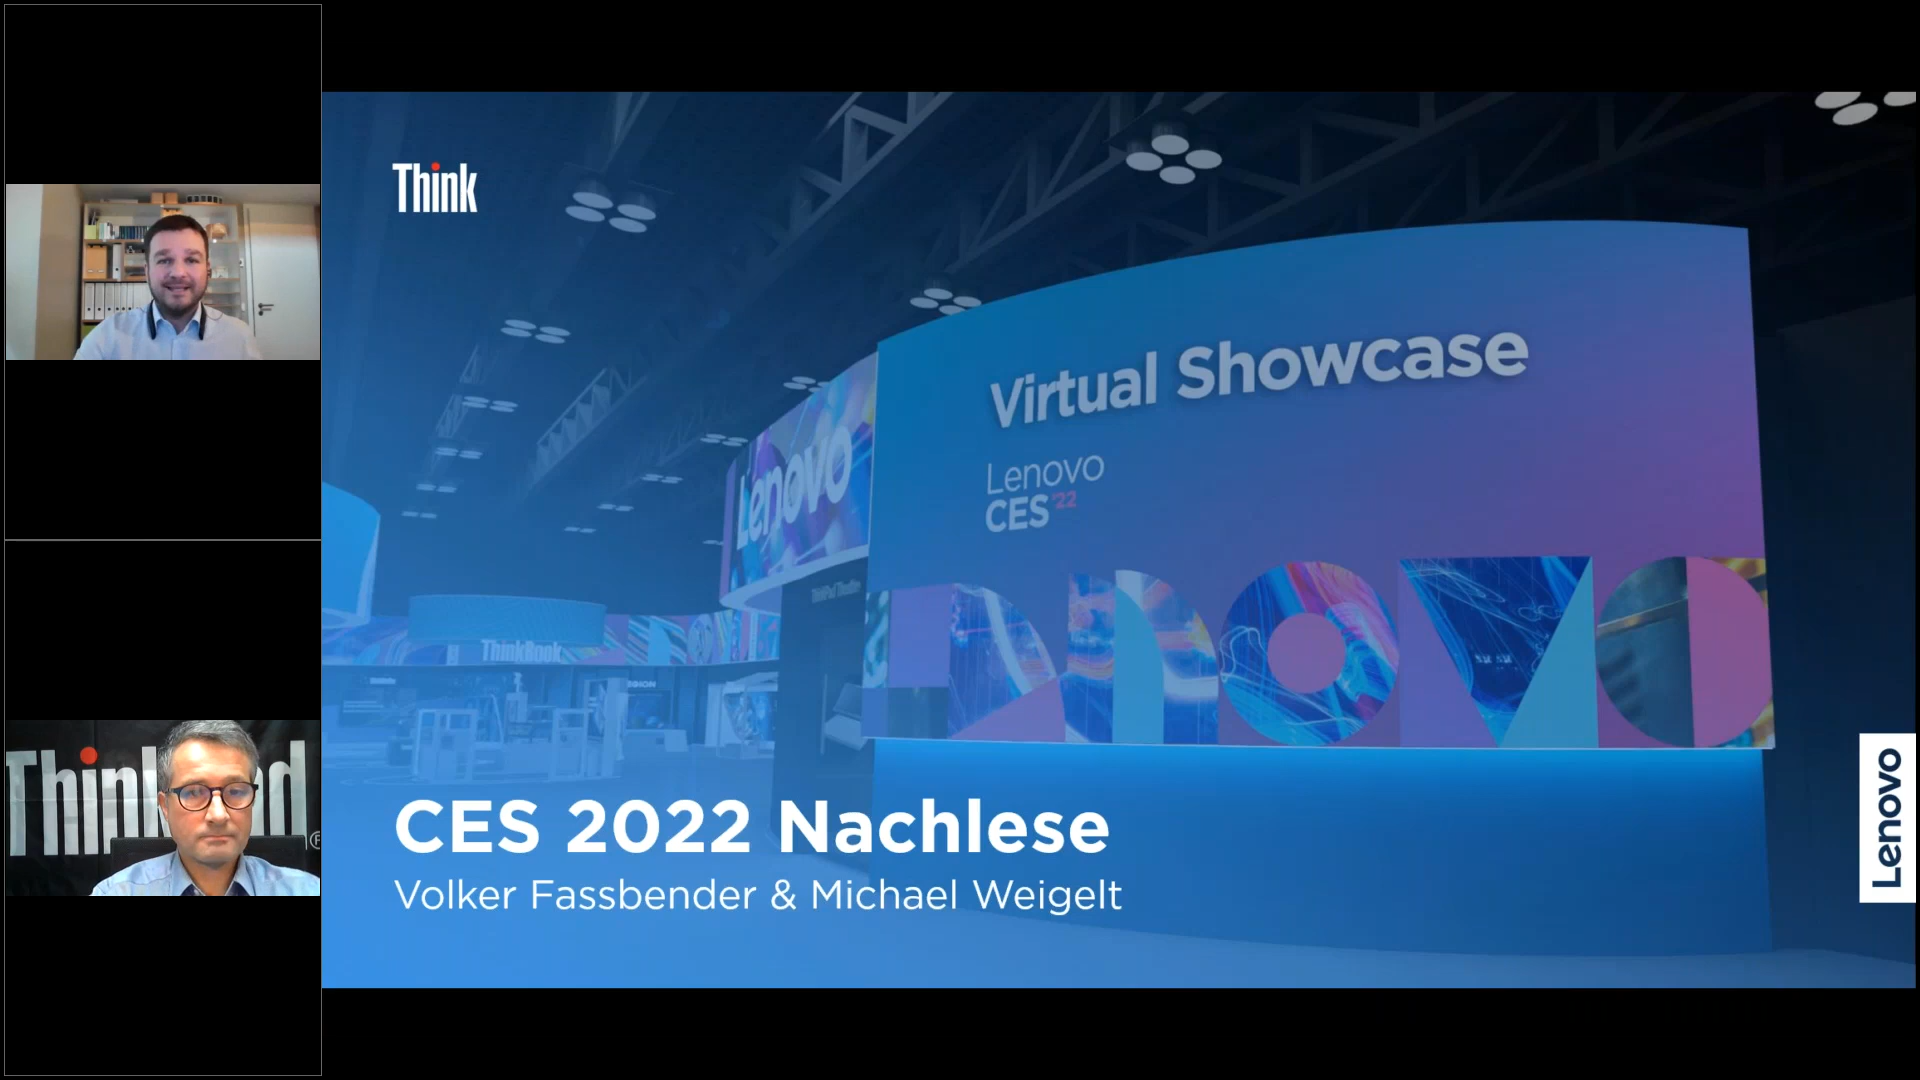 Think
Virtual Showcase
Lenovo
CES '22
Lenovo
ThinkBook
CES 2022 Nachlese
Volker Fassbender & Michael Weigelt
Lenovo